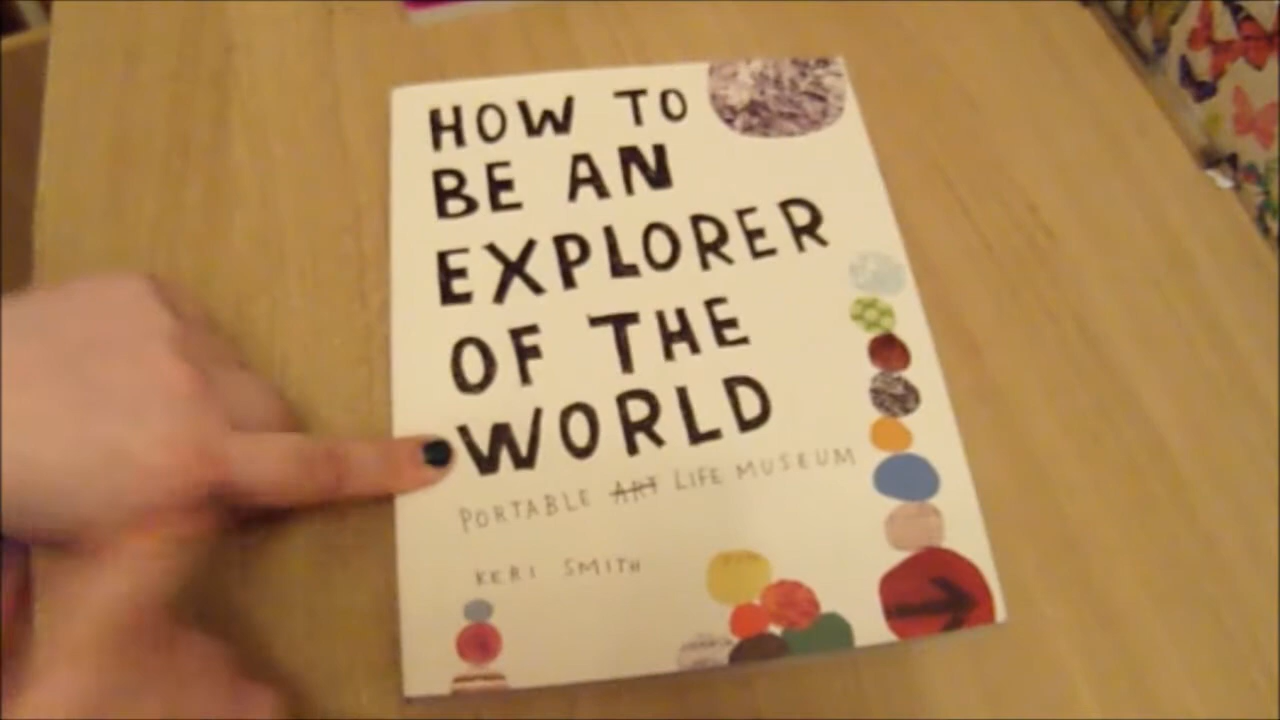 HOW TO
BE AN
EXPLORER
OF THE
WORLD
PORTABLE ART LIFE MUSEUM
KERI SMITH